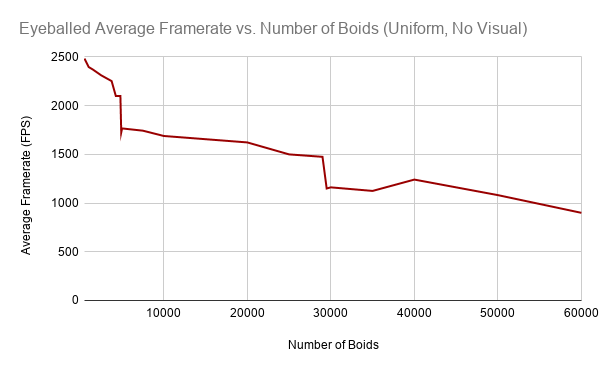 Eyeballed Average Framerate vs. Number of Boids (Uniform, No Visual)
Average Framerate (FPS)
2500
2000
1500
1000
500
0
10000 20000 30000 40000 50000 60000
Number of Boids